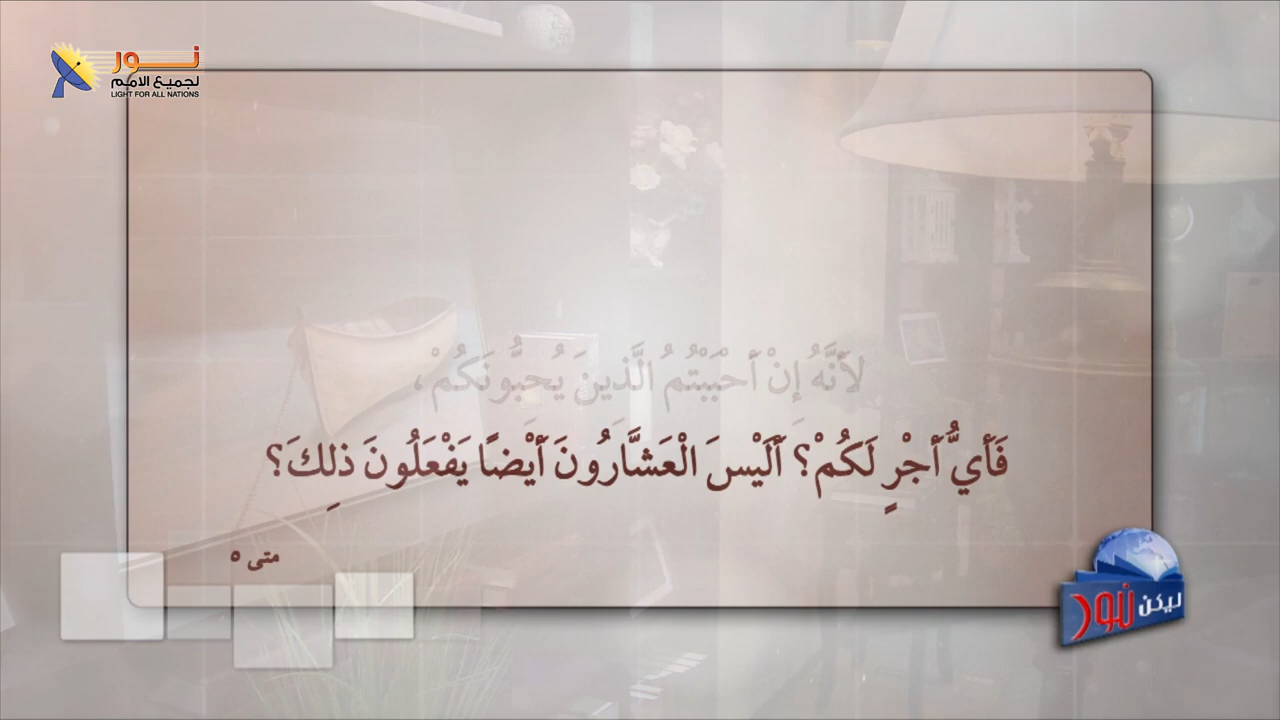 نور
لجميع الامم
LIGHT FOR ALL NATIONS
لأَنَّهُ إِنْ أَحْبَبْتُمُ الَّذِينَ يُحِبُّونَكُمْ،
فَأَيُّ أَجْرٍ لَكُمْ؟ أَلَيْسَ الْعَشَّارُونَ أَيْضًا يَفْعَلُونَ ذلِكَ؟
متى ٥
ليكن نور